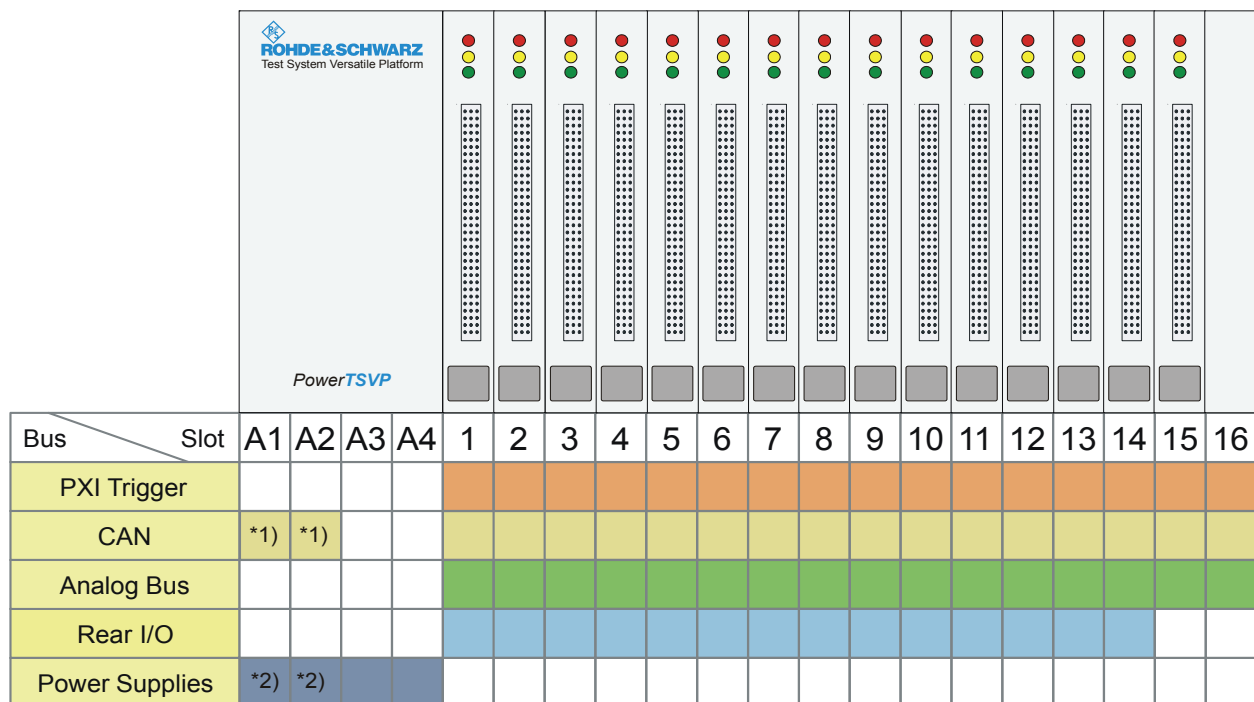 R&S
ROHDE&SCHWARZ
Test System Versatile Platform
PowerTSVP
Bus Slot A1 A2 A3 A4 1 2 3 4 5 6 7 8 9 10 11 12 13 14 15 16
PXI Trigger
CAN *1) *1)
Analog Bus
Rear I/O
Power Supplies *2) *2)